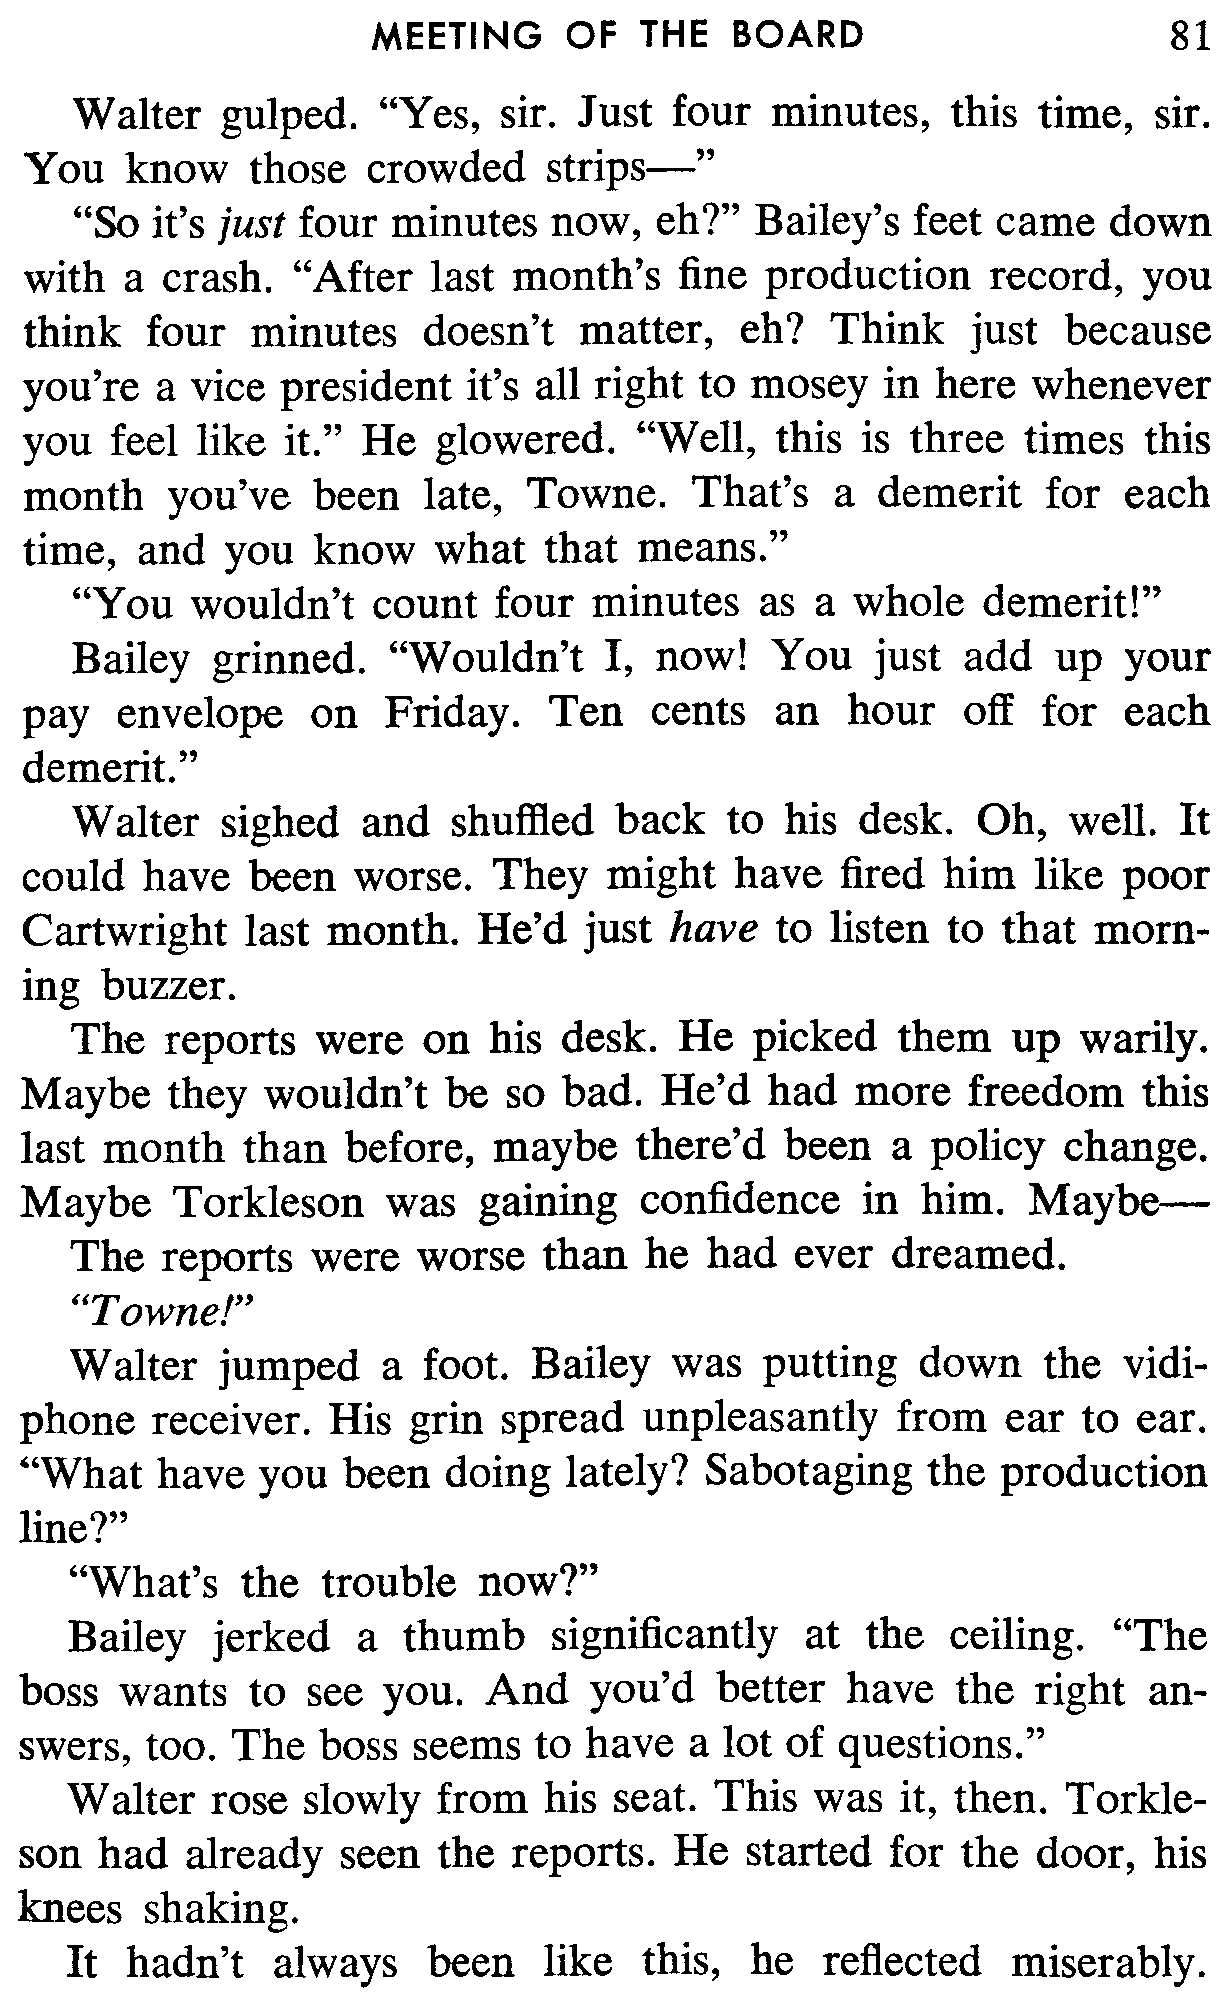 MEETING OF THE BOARD 81
Walter gulped. “Yes, sir. Just four minutes, this time, sir.
You know those crowded strips—”
“So it’s just four minutes now, eh?” Bailey’s feet came down
with a crash. “After last month’s fine production record, you
think four minutes doesn’t matter, eh? Think just because
you’re a vice president it’s all right to mosey in here whenever
you feel like it.” He glowered. “Well, this is three times this
month you’ve been late, Towne. That’s a demerit for each
time, and you know what that means.”
“You wouldn’t count four minutes as a whole demerit!”
Bailey grinned. “Wouldn’t I, now! You just add up your
pay envelope on Friday. Ten cents an hour off for each
demerit.”
Walter sighed and shuffled back to his desk. Oh, well. It
could have been worse. They might have fired him like poor
Cartwright last month. He’d just have to listen to that morn-
ing buzzer.
The reports were on his desk. He picked them up warily.
Maybe they wouldn’t be so bad. He’d had more freedom this
last month than before, maybe there’d been a policy change.
Maybe Torkleson was gaining confidence in him. Maybe—
The reports were worse than he had ever dreamed.
“Towne!”
Walter jumped a foot. Bailey was putting down the vidi-
phone receiver. His grin spread unpleasantly from ear to ear.
“What have you been doing lately? Sabotaging the production
line?”
“What’s the trouble now?”
Bailey jerked a thumb significantly at the ceiling. “The
boss wants to see you. And you’d better have the right an-
swers, too. The boss seems to have a lot of questions.”
Walter rose slowly from his seat. This was it, then. Torkle-
son had already seen the reports. He started for the door, his
knees shaking.
It hadn’t always been like this, he reflected miserably.